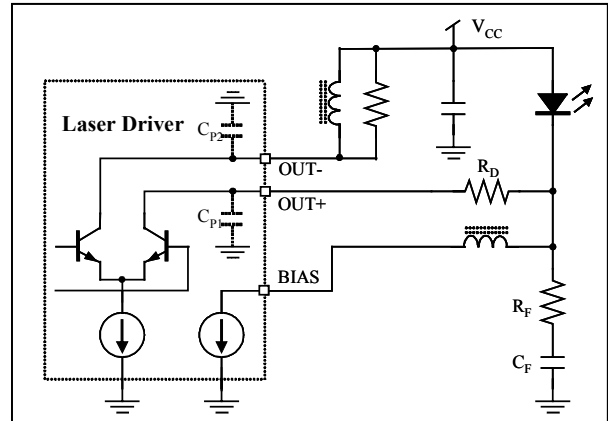 V_CC
Laser Driver
C_P2
OUT-
R_D
OUT+
C_P1
BIAS
R_F
C_F